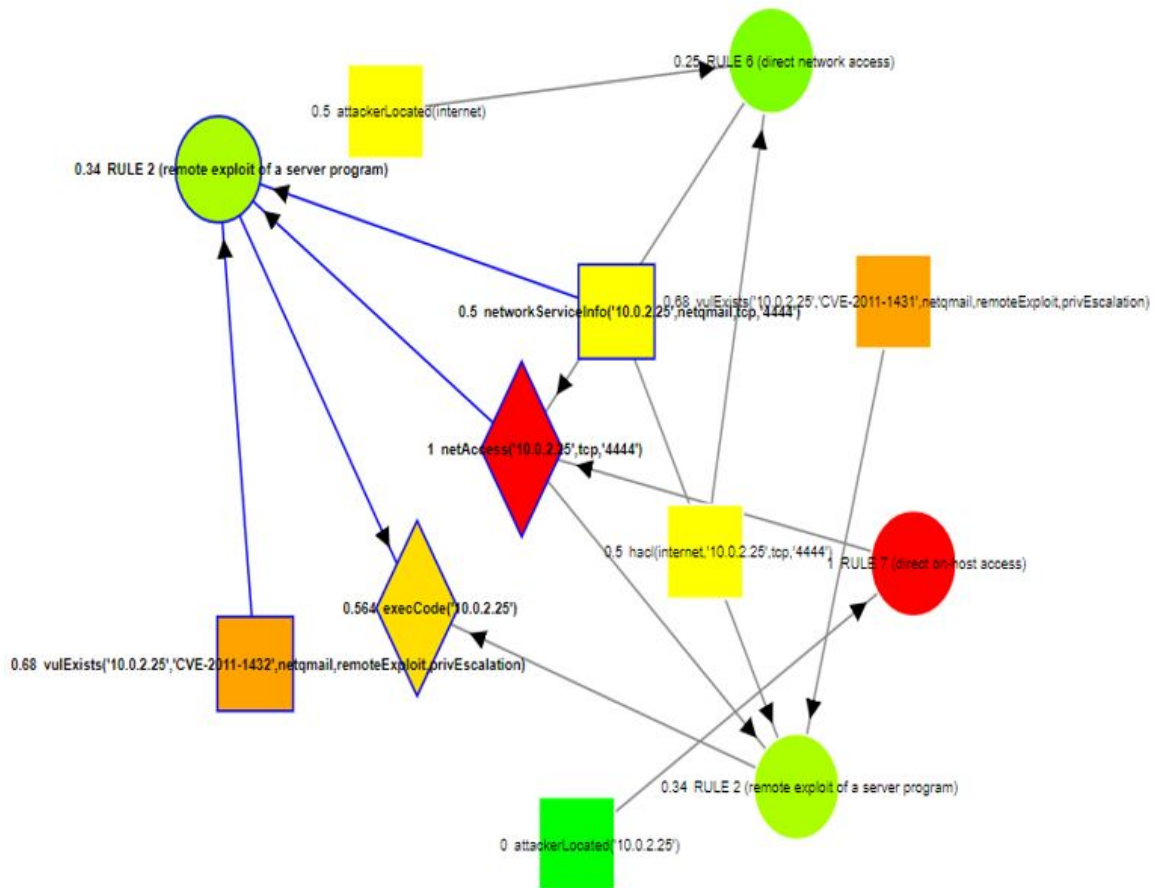 0.25 RULE 6 (direct network access)
0.5 attackerLocated(internet)
0.34 RULE 2 (remote exploit of a server program)
0.68 vulExists('10.0.2.25','CVE-2011-1431',netqmail,remoteExploit,privEscalation)
0.5 networkServiceInfo('10.0.2.25',netqmail,tcp,'4444')
1 netAccess('10.0.2.25',tcp,'4444')
0.5 hacl(internet,'10.0.2.25',tcp,'4444')
1 RULE 7 (direct on-host access)
0.564 execCode('10.0.2.25')
0.68 vulExists('10.0.2.25','CVE-2011-1432',netqmail,remoteExploit,privEscalation)
0.34 RULE 2 (remote exploit of a server program)
0 attackerLocated('10.0.2.25')